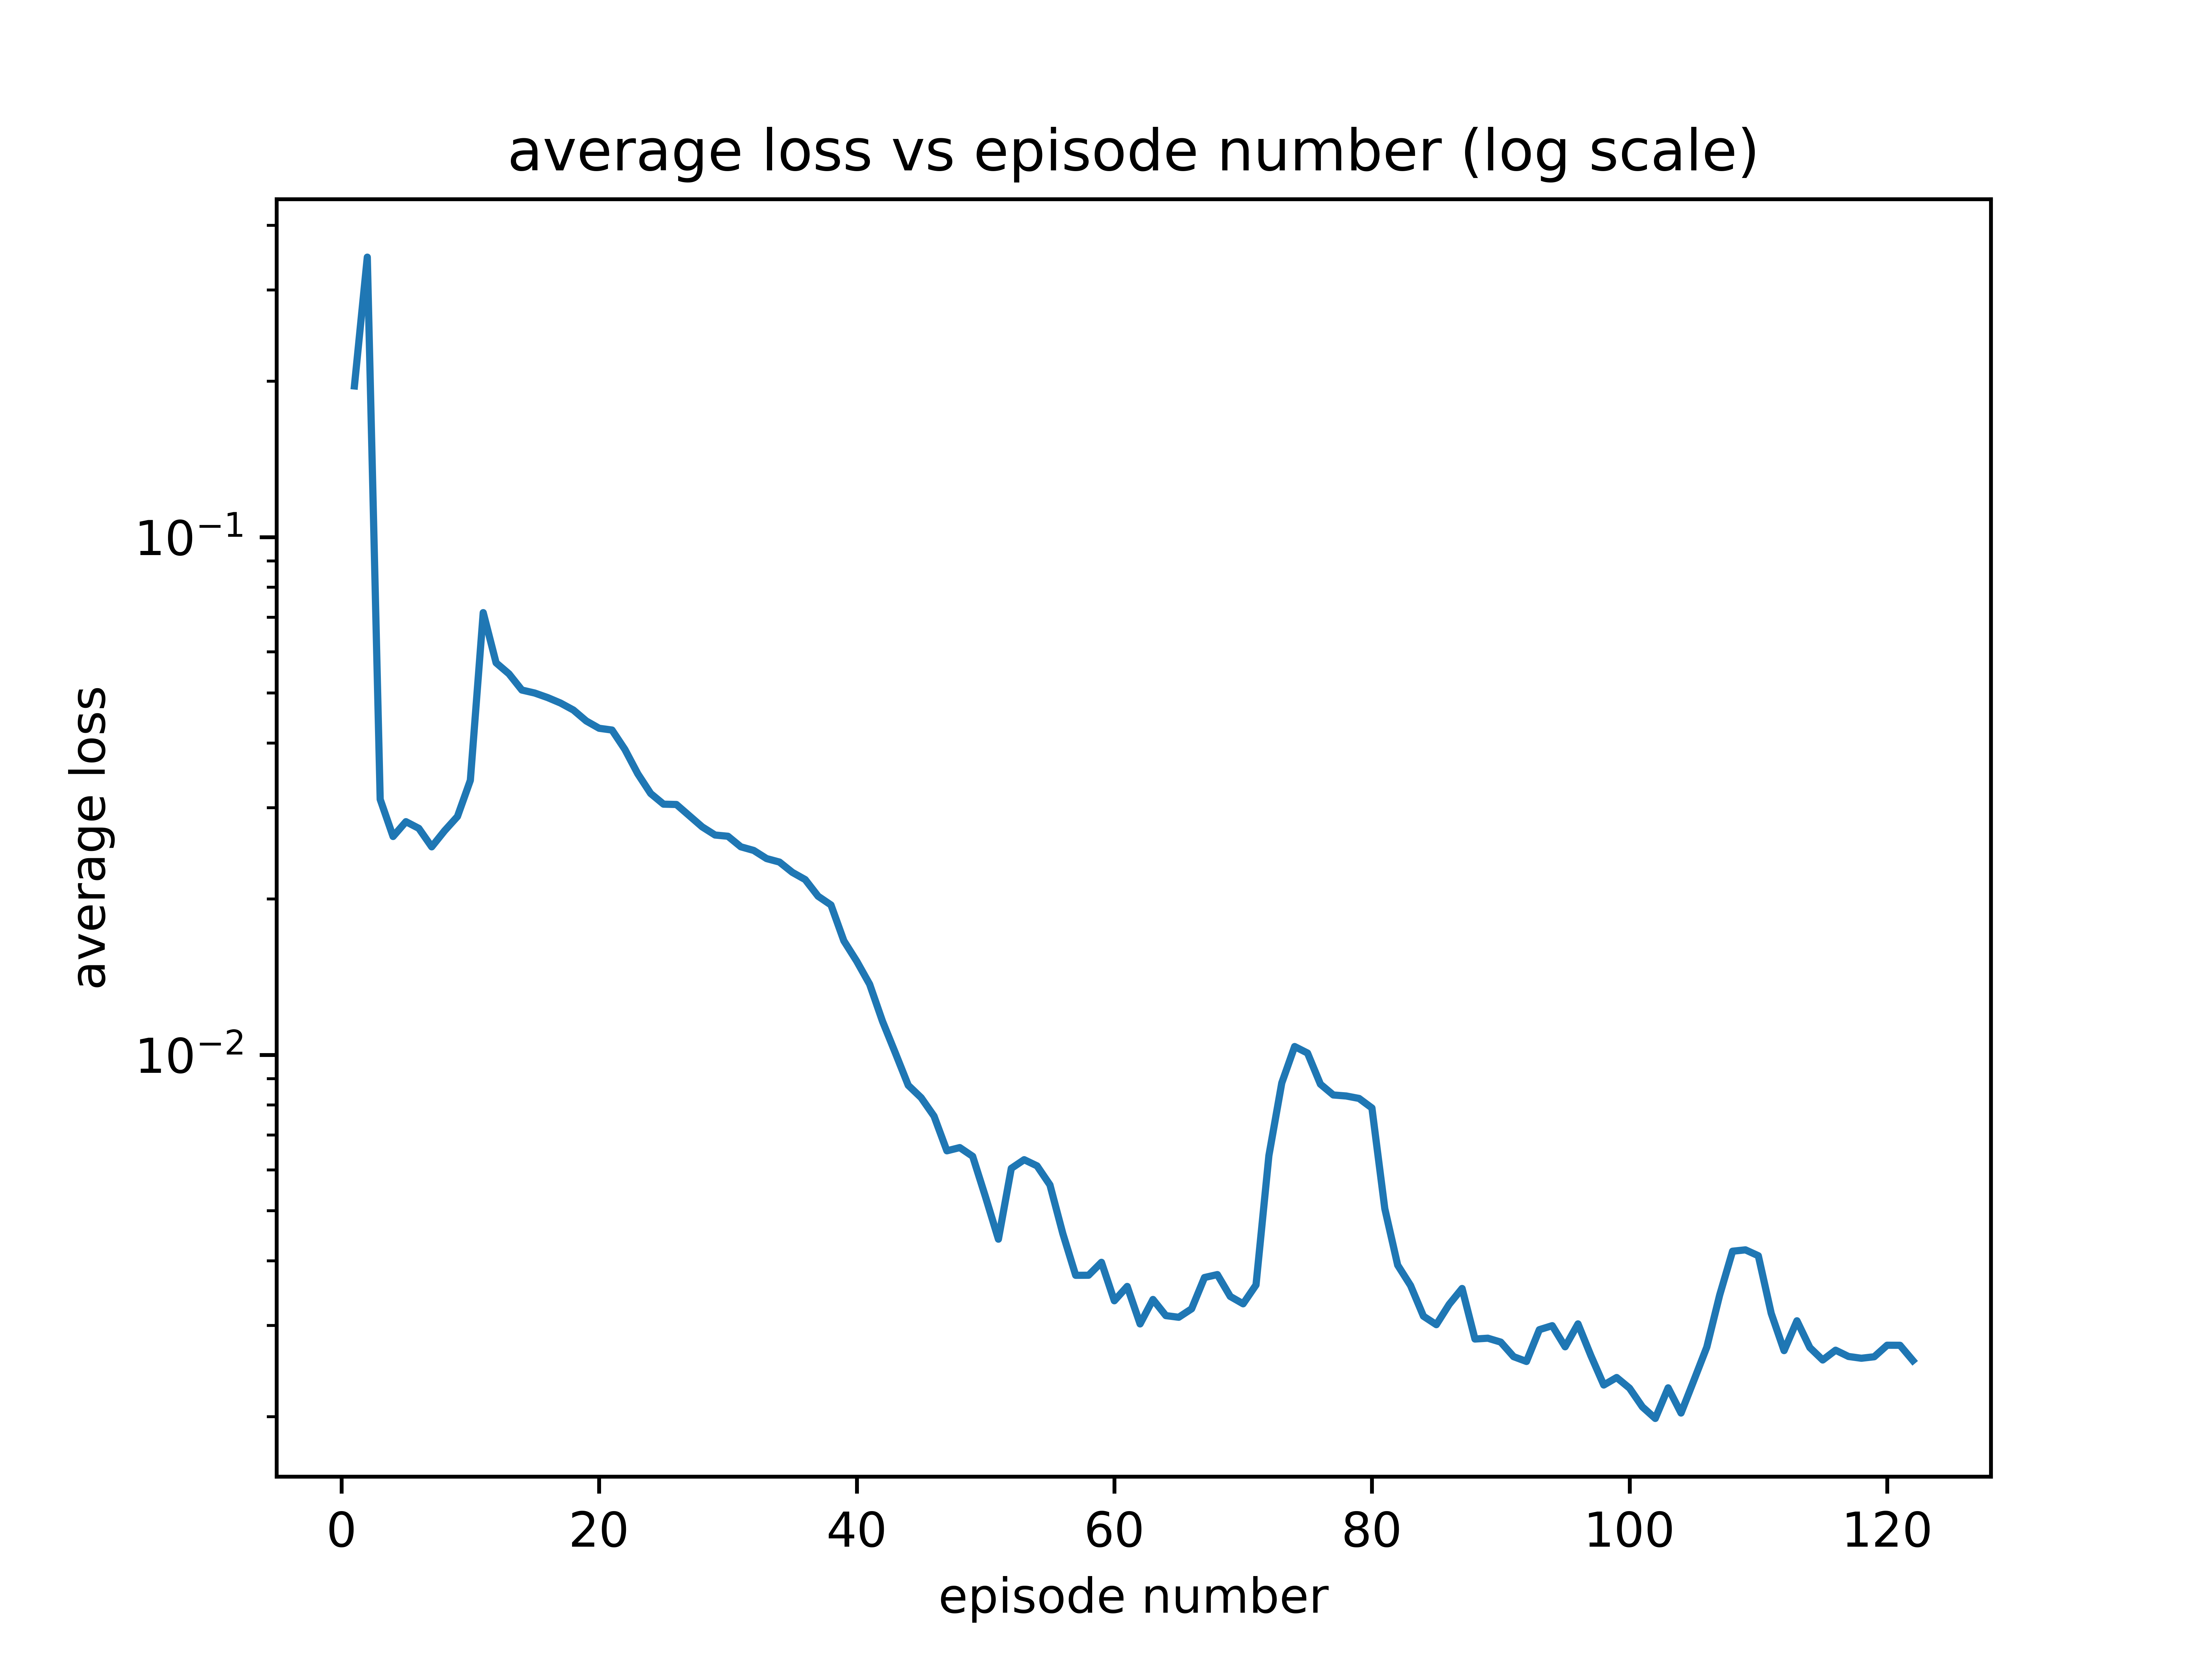 average loss vs episode number (log scale)
average loss
10⁻¹
10⁻²
0 20 40 60 80 100 120
episode number